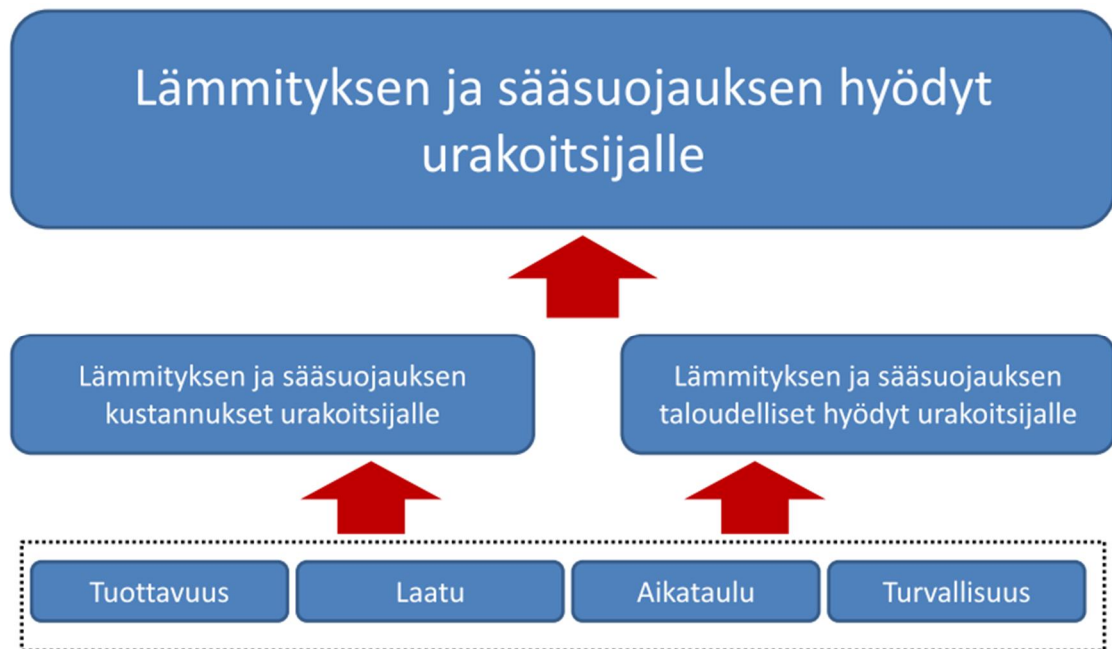 Lämmityksen ja sääsuojauksen hyödyt
urakoitsijalle
Lämmityksen ja sääsuojauksen
kustannukset urakoitsijalle
Lämmityksen ja sääsuojauksen
taloudelliset hyödyt urakoitsijalle
Tuottavuus
Laatu
Aikataulu
Turvallisuus